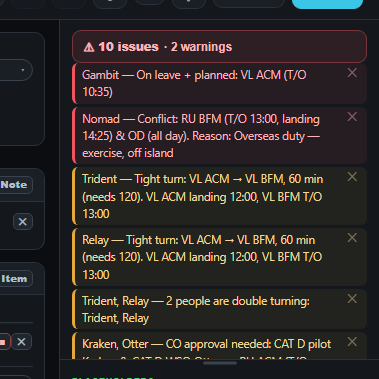 ⚠ 10 issues · 2 warnings
Gambit — On leave + planned: VL ACM (T/O
10:35)
Nomad — Conflict: RU BFM (T/O 13:00, landing
14:25) & OD (all day). Reason: Overseas duty —
exercise, off island
Note
Trident — Tight turn: VL ACM → VL BFM, 60 min
(needs 120). VL ACM landing 12:00, VL BFM T/O
13:00
Relay — Tight turn: VL ACM → VL BFM, 60 min
(needs 120). VL ACM landing 12:00, VL BFM T/O
13:00
Item
Trident, Relay — 2 people are double turning:
Trident, Relay
Kraken, Otter — CO approval needed: CAT D pilot